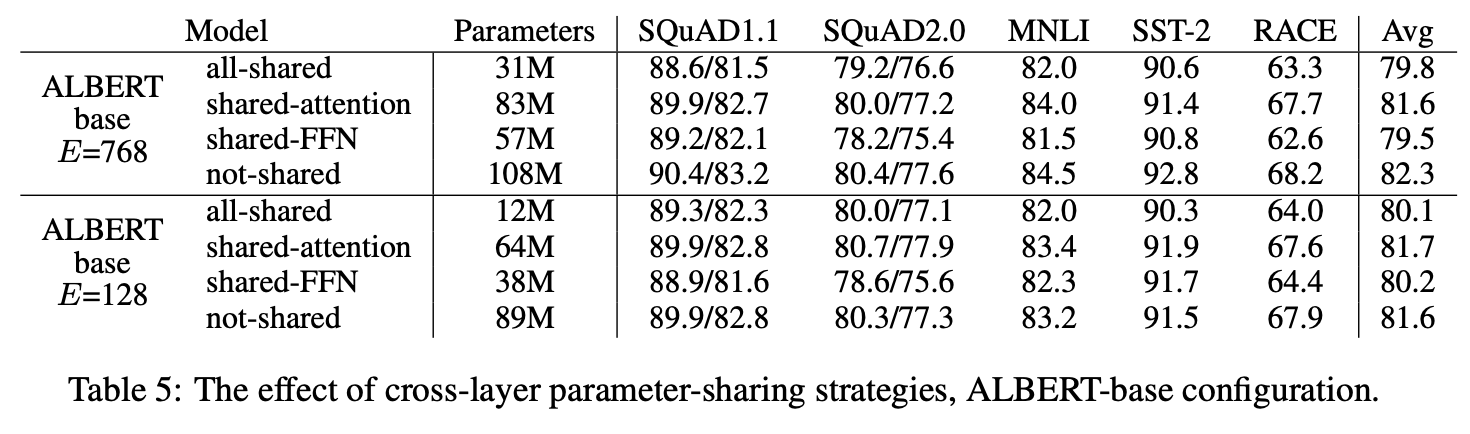 Model Parameters SQuAD1.1 SQuAD2.0 MNLI SST-2 RACE Avg
ALBERT base E=768
all-shared 31M 88.6/81.5 79.2/76.6 82.0 90.6 63.3 79.8
shared-attention 83M 89.9/82.7 80.0/77.2 84.0 91.4 67.7 81.6
shared-FFN 57M 89.2/82.1 78.2/75.4 81.5 90.8 62.6 79.5
not-shared 108M 90.4/83.2 80.4/77.6 84.5 92.8 68.2 82.3
ALBERT base E=128
all-shared 12M 89.3/82.3 80.0/77.1 82.0 90.3 64.0 80.1
shared-attention 64M 89.9/82.8 80.7/77.9 83.4 91.9 67.6 81.7
shared-FFN 38M 88.9/81.6 78.6/75.6 82.3 91.7 64.4 80.2
not-shared 89M 89.9/82.8 80.3/77.3 83.2 91.5 67.9 81.6
Table 5: The effect of cross-layer parameter-sharing strategies, ALBERT-base configuration.